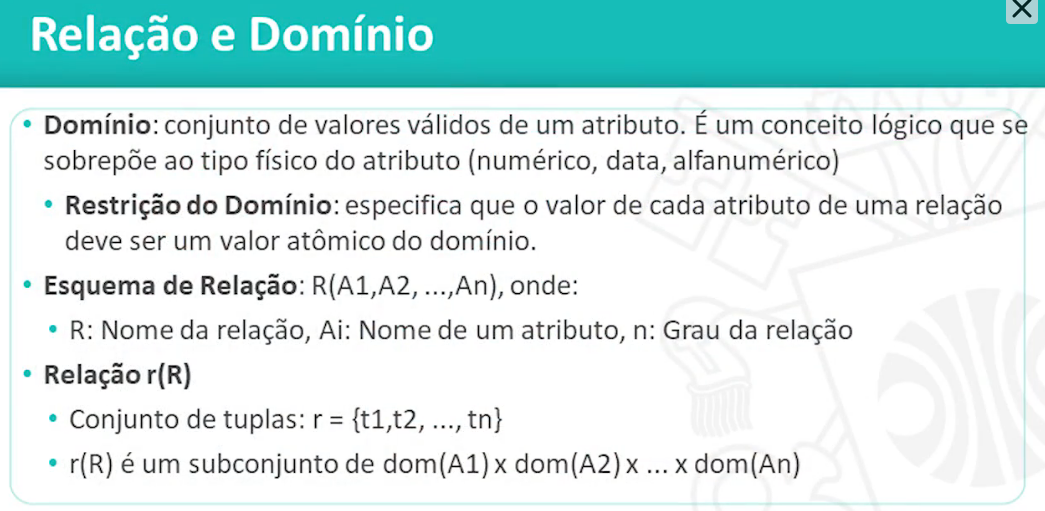 Relação e Domínio
• Domínio: conjunto de valores válidos de um atributo. É um conceito lógico que se
sobrepõe ao tipo físico do atributo (numérico, data, alfanumérico)
• Restrição do Domínio: especifica que o valor de cada atributo de uma relação
deve ser um valor atômico do domínio.
• Esquema de Relação: R(A1,A2, ...,An), onde:
• R: Nome da relação, Ai: Nome de um atributo, n: Grau da relação
• Relação r(R)
• Conjunto de tuplas: r = {t1,t2, ..., tn}
• r(R) é um subconjunto de dom(A1) x dom(A2) x ... x dom(An)